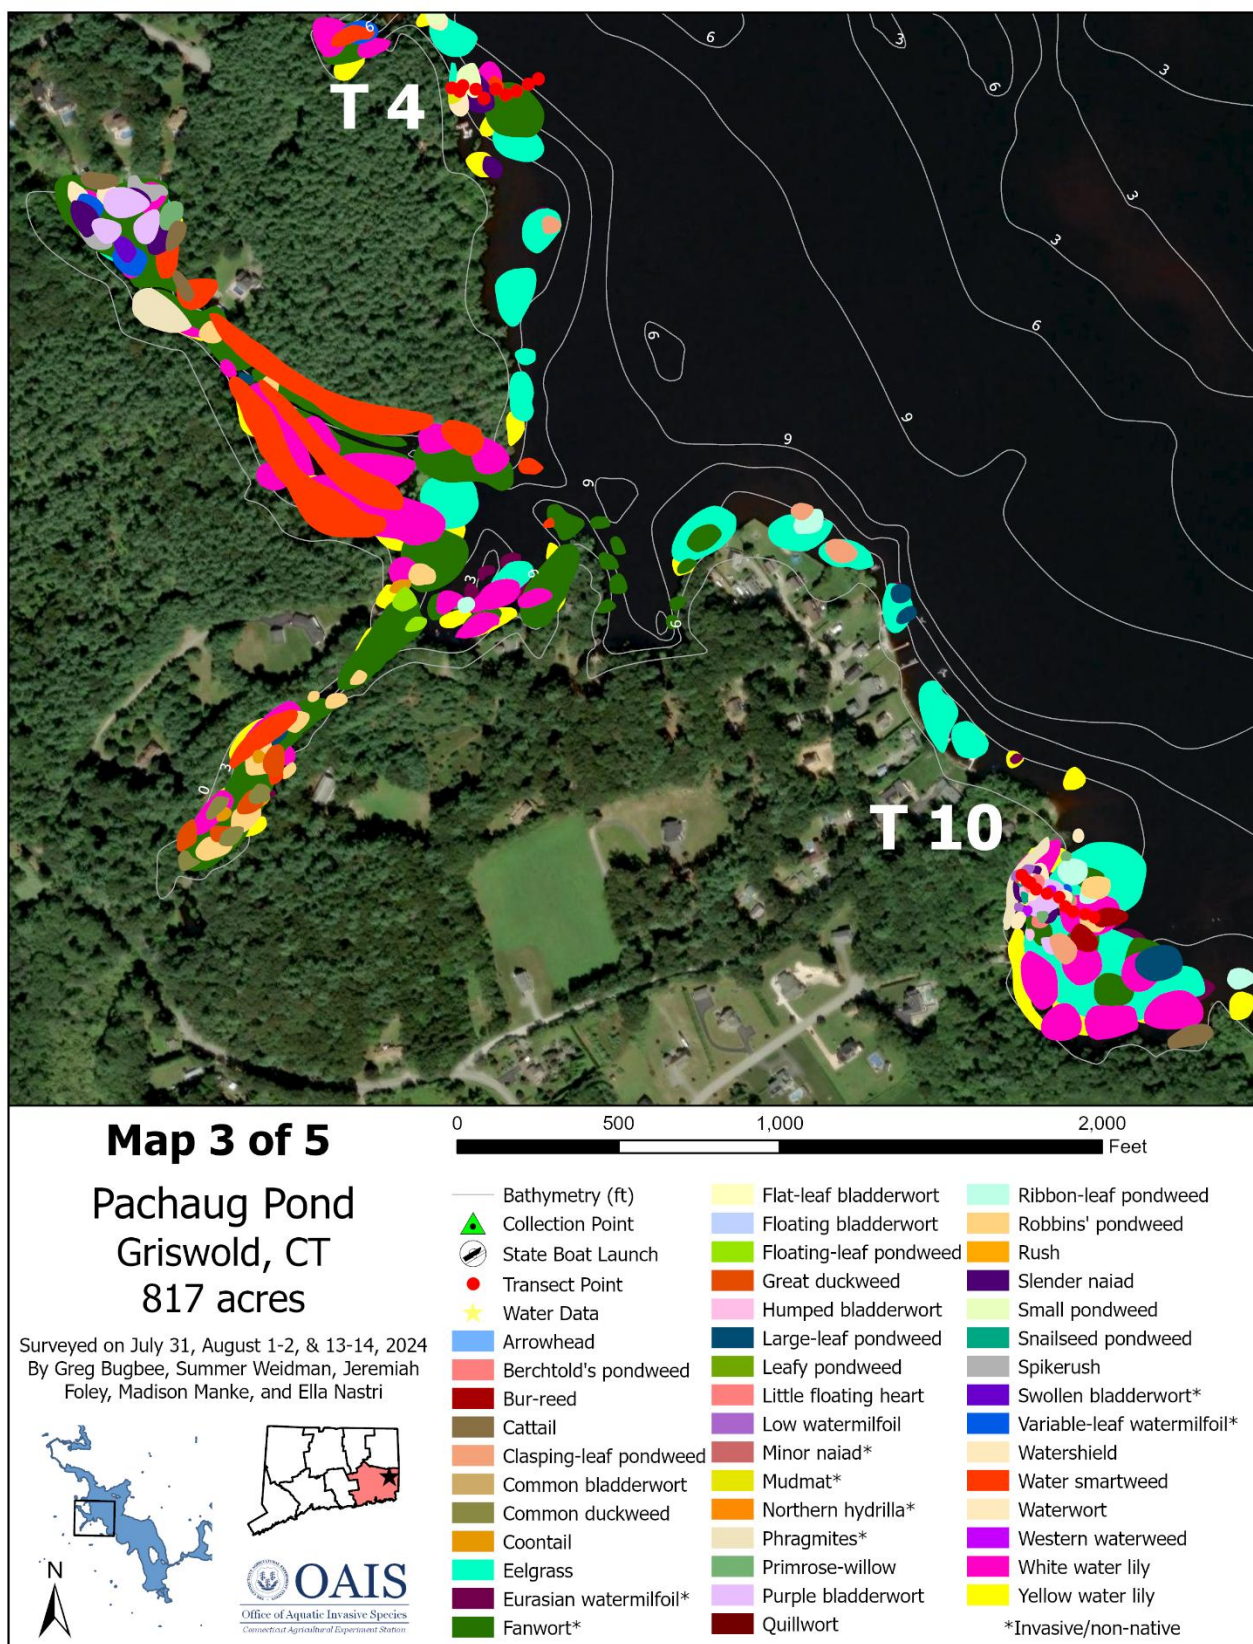 6
6
3
3
T 4
3
3
6
6
9
9
6
3
6
6
3
0
T 10
Map 3 of 5
Pachaug Pond
Griswold, CT
817 acres
Surveyed on July 31, August 1-2, & 13-14, 2024
By Greg Bugbee, Summer Weidman, Jeremiah
Foley, Madison Manke, and Ella Nastri
N
OAIS
Office of Aquatic Invasive Species
Connecticut Agricultural Experiment Station
0 500 1,000 2,000
Feet
Bathymetry (ft)
Collection Point
State Boat Launch
Transect Point
Water Data
Arrowhead
Berchtold's pondweed
Bur-reed
Cattail
Clasping-leaf pondweed
Common bladderwort
Common duckweed
Coontail
Eelgrass
Eurasian watermilfoil*
Fanwort*
Flat-leaf bladderwort
Floating bladderwort
Floating-leaf pondweed
Great duckweed
Humped bladderwort
Large-leaf pondweed
Leafy pondweed
Little floating heart
Low watermilfoil
Minor naiad*
Mudmat*
Northern hydrilla*
Phragmites*
Primrose-willow
Purple bladderwort
Quillwort
Ribbon-leaf pondweed
Robbins' pondweed
Rush
Slender naiad
Small pondweed
Snailseed pondweed
Spikerush
Swollen bladderwort*
Variable-leaf watermilfoil*
Watershield
Water smartweed
Waterwort
Western waterweed
White water lily
Yellow water lily
*Invasive/non-native